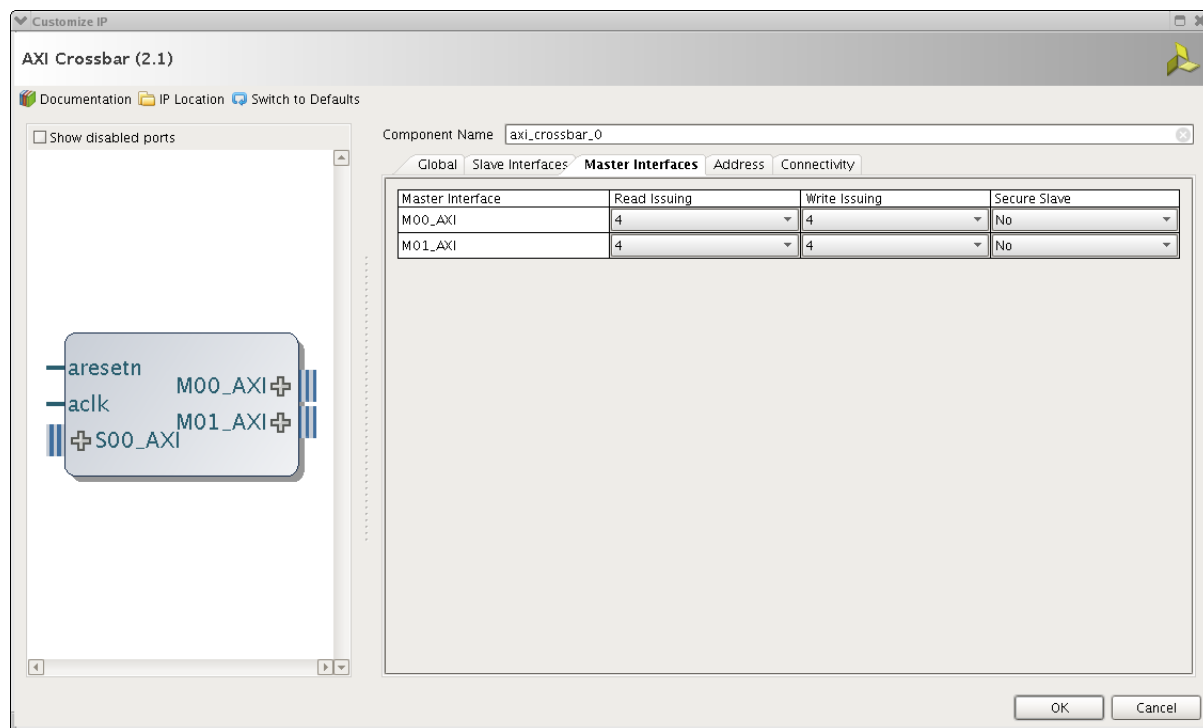 Customize IP
AXI Crossbar (2.1)
Documentation IP Location Switch to Defaults
Show disabled ports
Component Name axi_crossbar_0
Global Slave Interfaces Master Interfaces Address Connectivity
Master Interface Read Issuing Write Issuing Secure Slave
M00_AXI 4 4 No
M01_AXI 4 4 No
aresetn
M00_AXI
aclk
M01_AXI
S00_AXI
OK Cancel